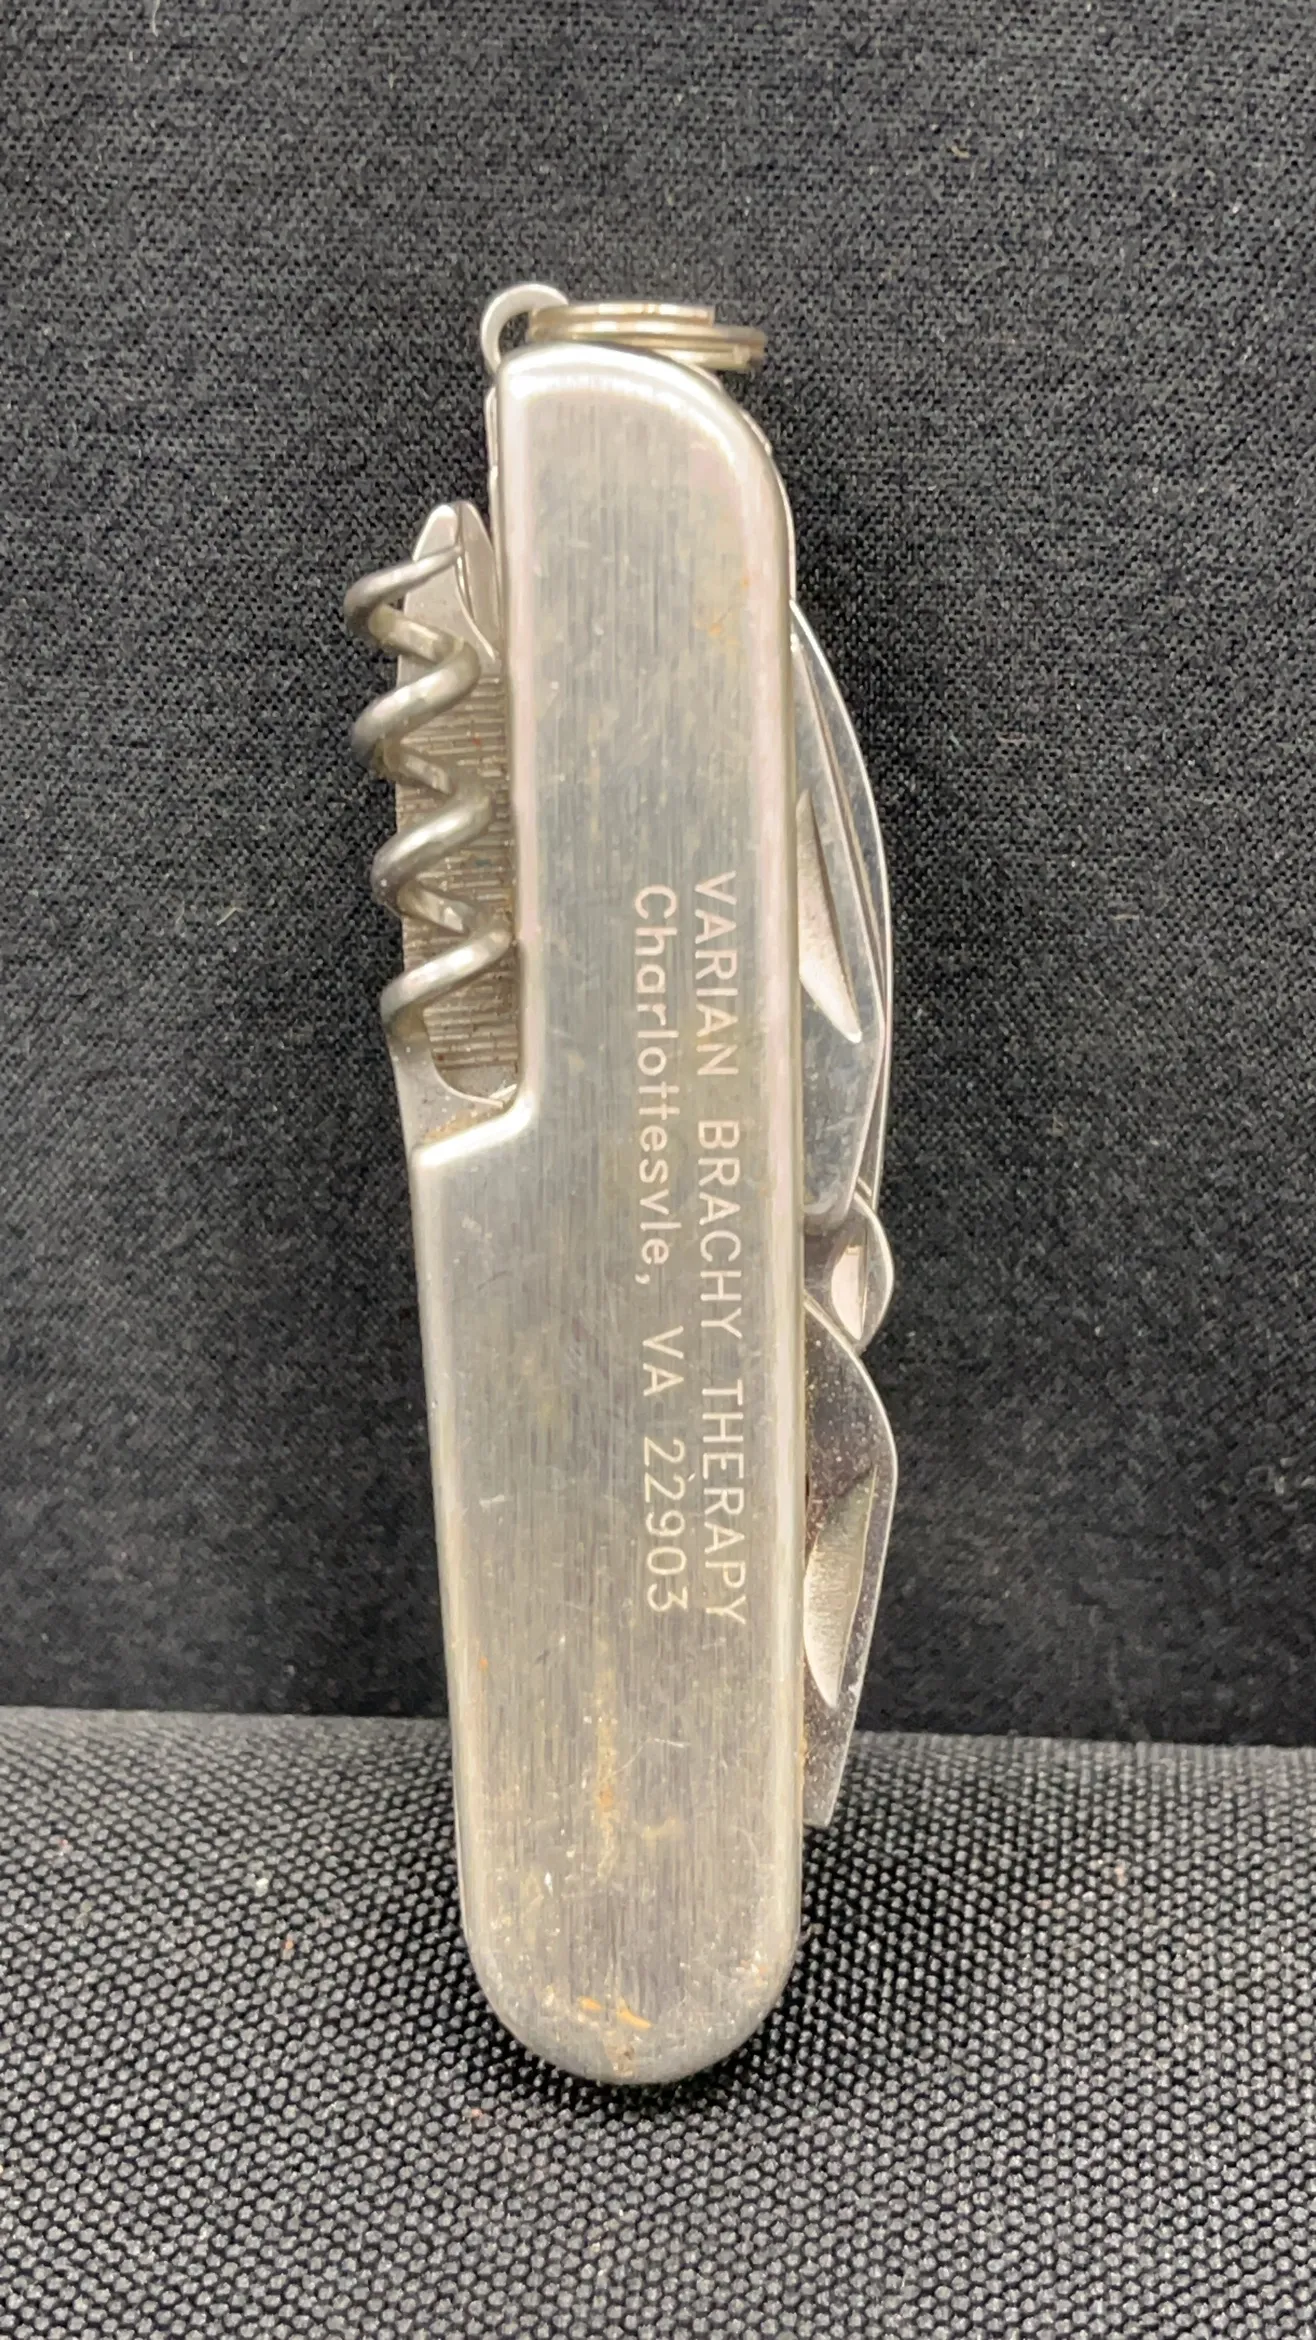 VARIAN BRACHY THERAPY
Charlottesvle, VA 22903